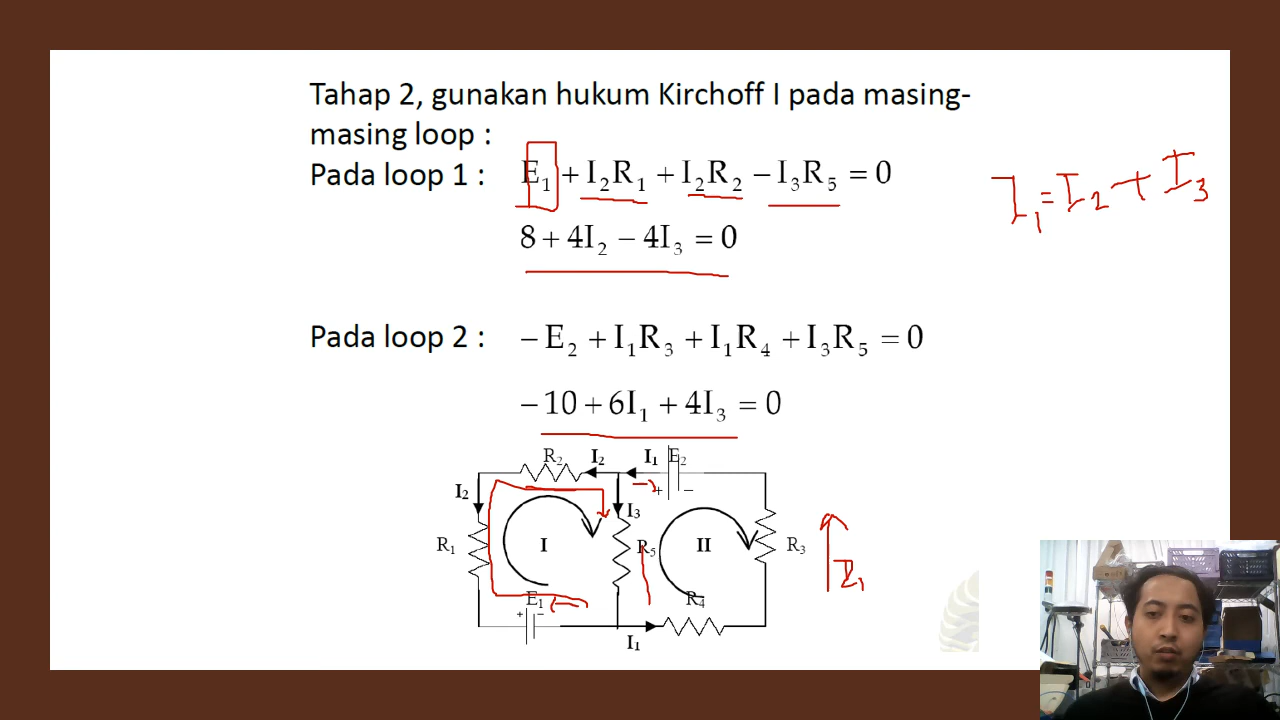 Tahap 2, gunakan hukum Kirchoff I pada masing-
masing loop :
Pada loop 1 : E₁ + I₂R₁ + I₂R₂ − I₃R₅ = 0
I₁ = I₂ + I₃
8 + 4I₂ − 4I₃ = 0
Pada loop 2 : − E₂ + I₁R₃ + I₁R₄ + I₃R₅ = 0
− 10 + 6I₁ + 4I₃ = 0
R₂ I₂ I₁ E₂
+ −
I₂
I₃
R₁ I R₅ II R₃
I₁
E₁ R₄
+ −
I₁